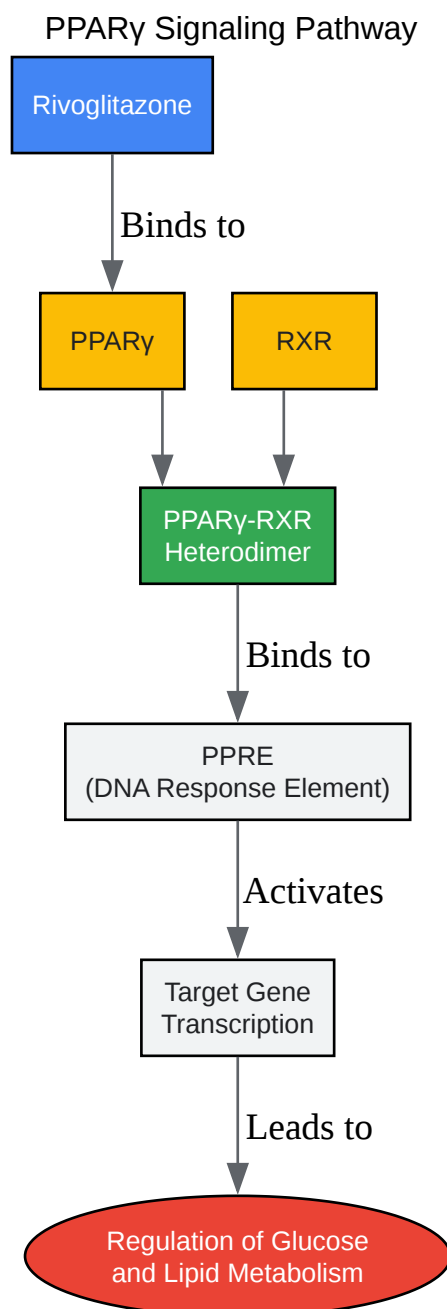 PPARγ Signaling Pathway
Rivoglitazone
Binds to
PPARγ
RXR
PPARγ-RXR
Heterodimer
Binds to
PPRE
(DNA Response Element)
Activates
Target Gene
Transcription
Leads to
Regulation of Glucose
and Lipid Metabolism